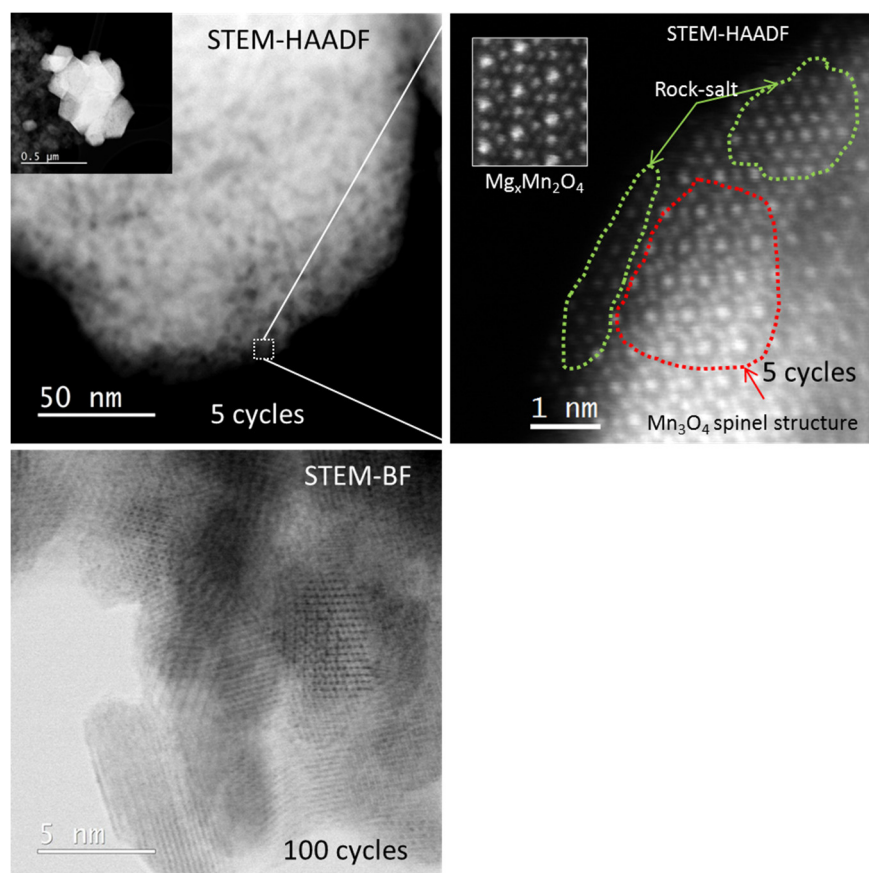 STEM-HAADF
0.5 µm
50 nm
5 cycles
STEM-HAADF
Rock-salt
MgₓMn₂O₄
5 cycles
1 nm
Mn₃O₄ spinel structure
STEM-BF
5 nm
100 cycles